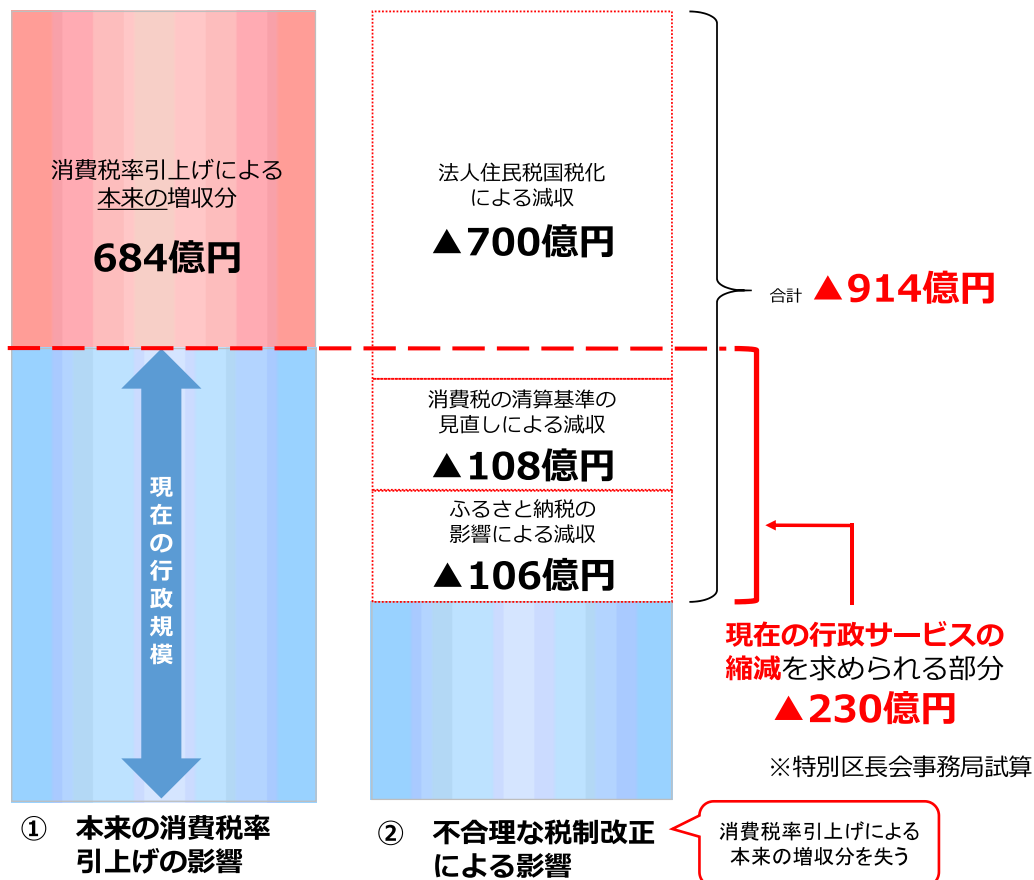 消費税率引上げによる
本来の増収分
684億円
現在の行政規模
① 本来の消費税率
引上げの影響
法人住民税国税化
による減収
▲700億円
消費税の清算基準の
見直しによる減収
▲108億円
ふるさと納税の
影響による減収
▲106億円
② 不合理な税制改正
による影響
合計 ▲914億円
現在の行政サービスの
縮減を求められる部分
▲230億円
※特別区長会事務局試算
消費税率引上げによる
本来の増収分を失う